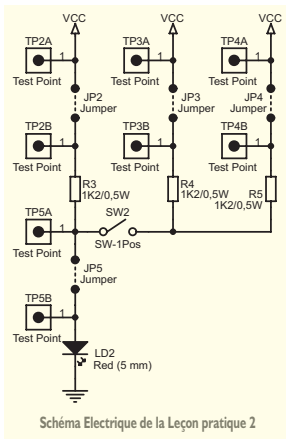 VCC VCC VCC
TP2A TP3A TP4A
1 1 1
Test Point Test Point Test Point
JP2 JP3 JP4
Jumper Jumper Jumper
TP2B TP3B TP4B
1 1 1
Test Point Test Point Test Point
R3 R4 R5
1K2/0,5W 1K2/0,5W 1K2/0,5W
TP5A SW2
1
Test Point SW-1Pos
JP5
Jumper
TP5B
1
Test Point
LD2
Red (5 mm)
Schéma Electrique de la Leçon pratique 2